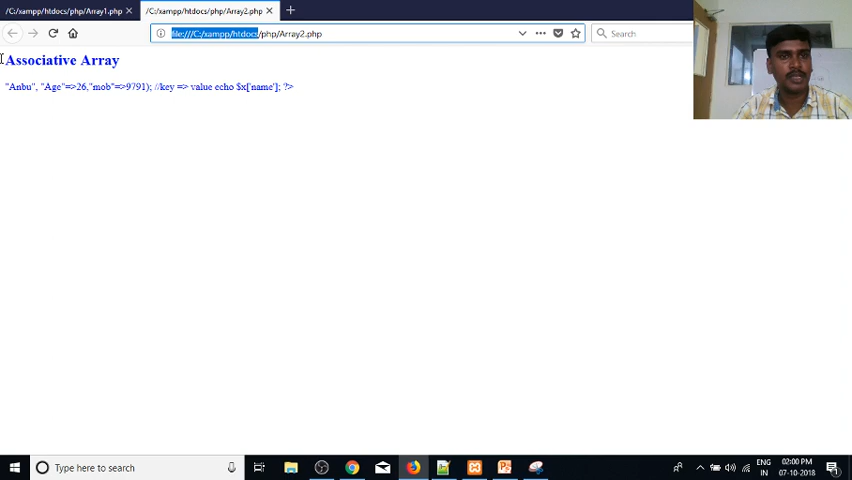 /C:/xampp/htdocs/php/Array1.php
/C:/xampp/htdocs/php/Array2.php
file:///C:/xampp/htdocs/php/Array2.php
Search
Associative Array
"Anbu", "Age"=>26,"mob"=>9791); //key => value echo $x['name']; ?>
Type here to search
ENG
IN
02:00 PM
07-10-2018